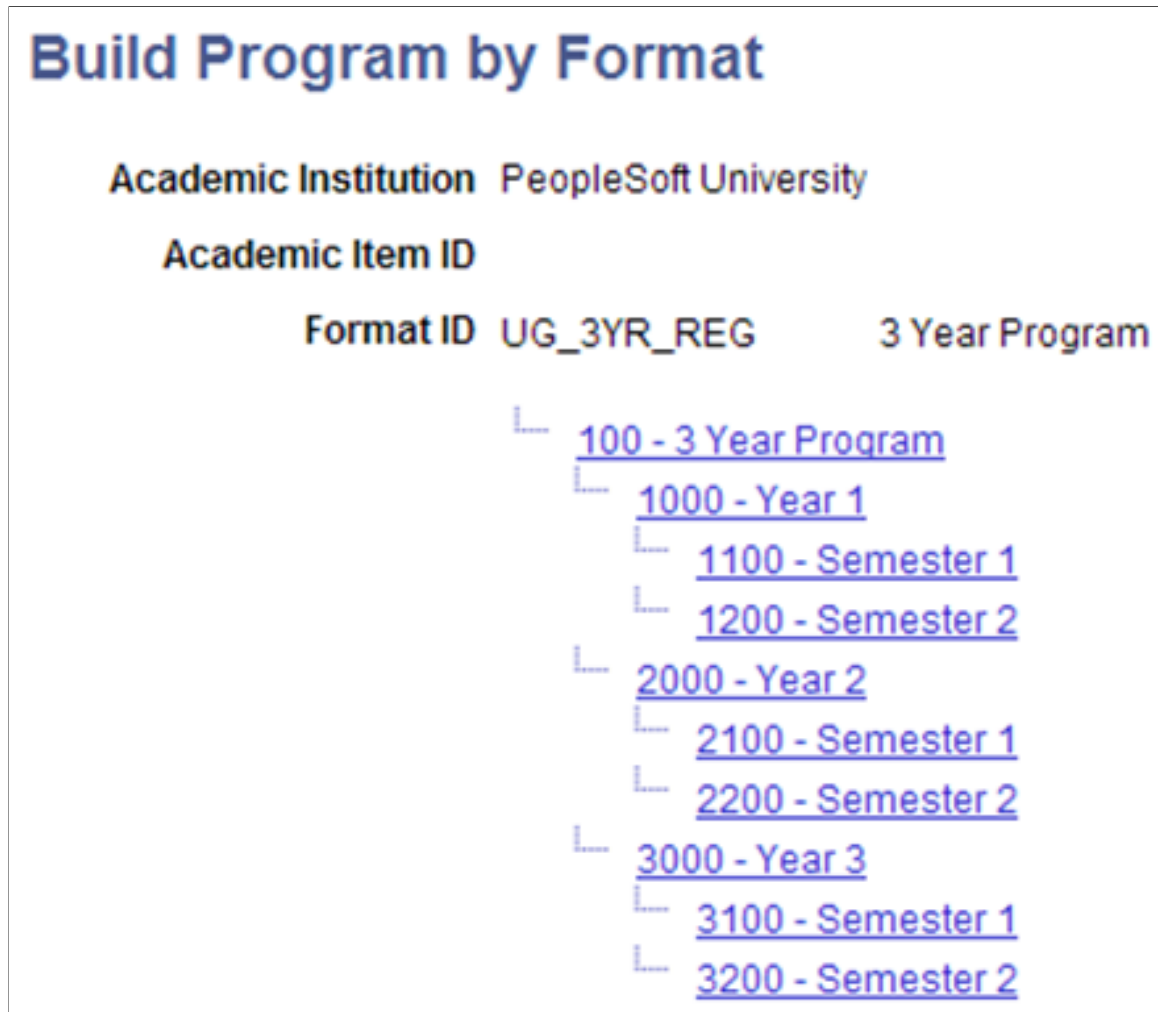 Build Program by Format
Academic Institution PeopleSoft University
Academic Item ID
Format ID UG_3YR_REG 3 Year Program
100 - 3 Year Program
1000 - Year 1
1100 - Semester 1
1200 - Semester 2
2000 - Year 2
2100 - Semester 1
2200 - Semester 2
3000 - Year 3
3100 - Semester 1
3200 - Semester 2